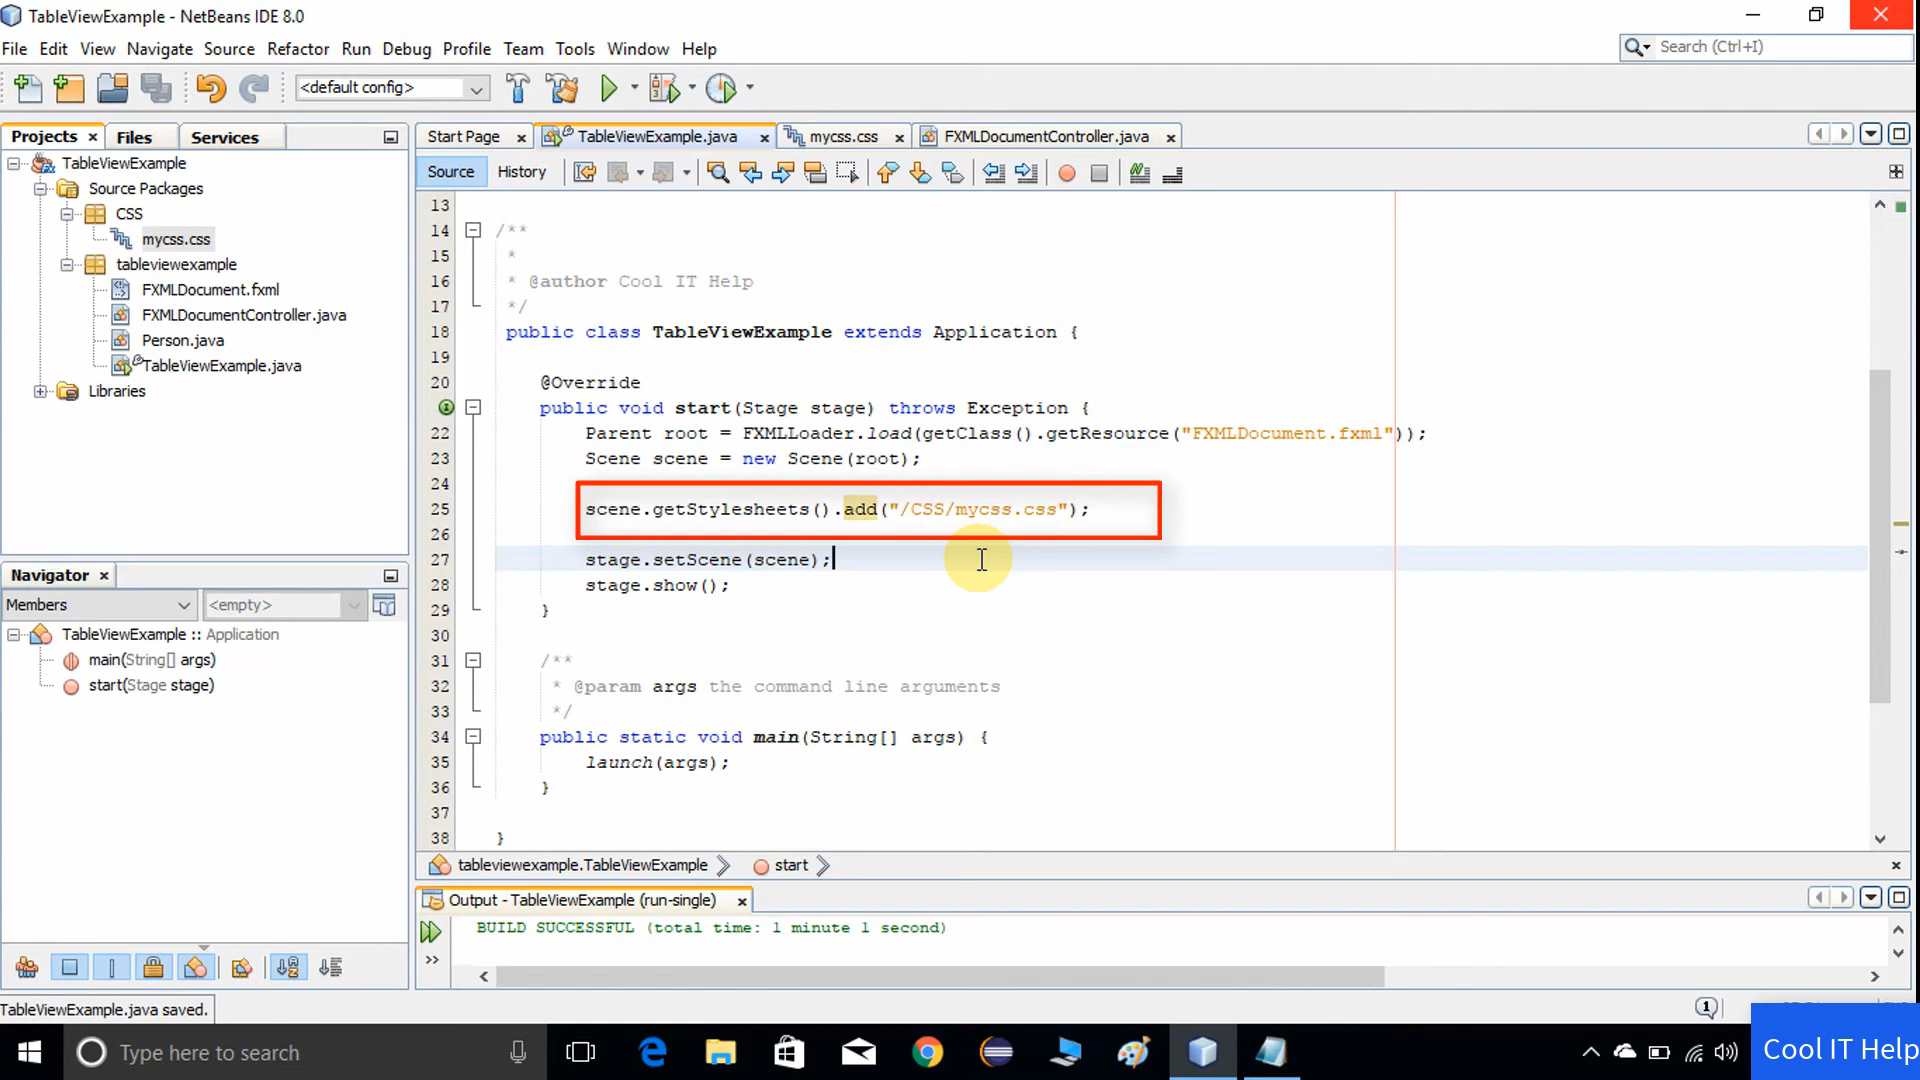 TableViewExample - NetBeans IDE 8.0
File Edit View Navigate Source Refactor Run Debug Profile Team Tools Window Help
Search (Ctrl+I)
<default config>
Projects Files Services
Start Page TableViewExample.java mycss.css FXMLDocumentController.java
Source History
TableViewExample
Source Packages
CSS
mycss.css
tableviewexample
FXMLDocument.fxml
FXMLDocumentController.java
Person.java
TableViewExample.java
Libraries
Navigator
Members <empty>
TableViewExample :: Application
main(String[] args)
start(Stage stage)
13
14 /**
15 *
16 * @author Cool IT Help
17 */
18 public class TableViewExample extends Application {
19
20 @Override
public void start(Stage stage) throws Exception {
22 Parent root = FXMLLoader.load(getClass().getResource("FXMLDocument.fxml"));
23 Scene scene = new Scene(root);
24
25 scene.getStylesheets().add("/CSS/mycss.css");
26
27 stage.setScene(scene);
28 stage.show();
29 }
30
31 /**
32 * @param args the command line arguments
33 */
34 public static void main(String[] args) {
35 launch(args);
36 }
37
38 }
tableviewexample.TableViewExample start
Output - TableViewExample (run-single)
BUILD SUCCESSFUL (total time: 1 minute 1 second)
TableViewExample.java saved.
1
Type here to search
Cool IT Help